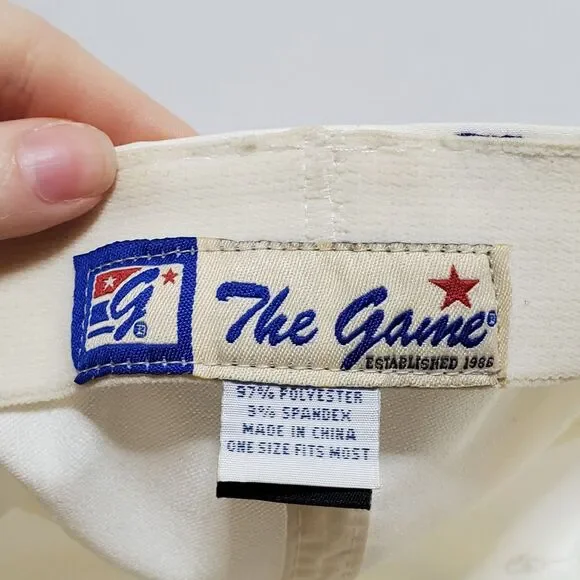 G®
The Game®
ESTABLISHED 1986
97% POLYESTER
3% SPANDEX
MADE IN CHINA
ONE SIZE FITS MOST